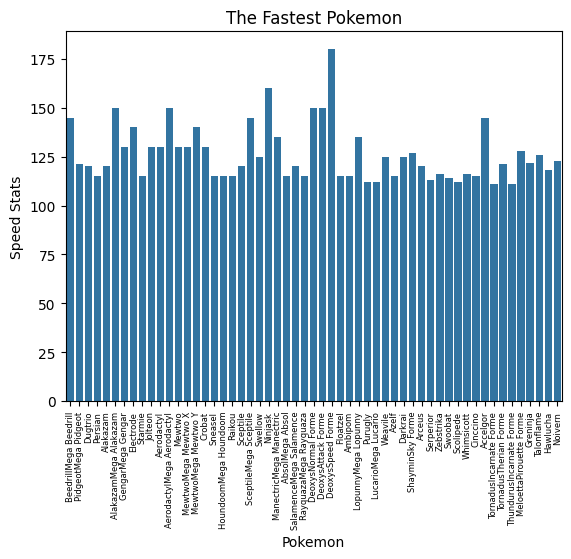 The Fastest Pokemon
Speed Stats
175
150
125
100
75
50
25
0
BeedrillMega Beedrill
PidgeotMega Pidgeot
Dugtrio
Persian
Alakazam
AlakazamMega Alakazam
GengarMega Gengar
Electrode
Starmie
Jolteon
Aerodactyl
AerodactylMega Aerodactyl
Mewtwo
MewtwoMega Mewtwo X
MewtwoMega Mewtwo Y
Crobat
Sneasel
HoundoomMega Houndoom
Raikou
Sceptile
SceptileMega Sceptile
Swellow
Ninjask
ManectricMega Manectric
AbsolMega Absol
SalamenceMega Salamence
RayquazaMega Rayquaza
DeoxysNormal Forme
DeoxysAttack Forme
DeoxysSpeed Forme
Floatzel
Ambipom
LopunnyMega Lopunny
Purugly
LucarioMega Lucario
Weavile
Azelf
Darkrai
ShayminSky Forme
Arceus
Serperior
Zebstrika
Swoobat
Scolipede
Whimsicott
Cinccino
Accelgor
TornadusIncarnate Forme
TornadusTherian Forme
ThundurusIncarnate Forme
MeloettaPirouette Forme
Greninja
Talonflame
Hawlucha
Noivern
Pokemon